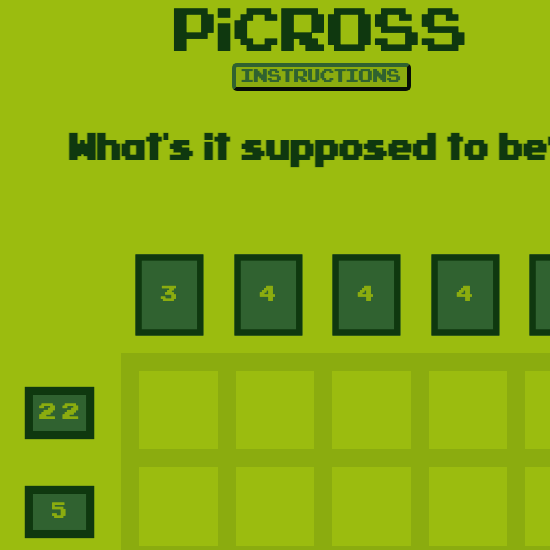 PiCROSS
INSTRUCTIONS
What's it supposed to be
3 4 4 4
2 2
5